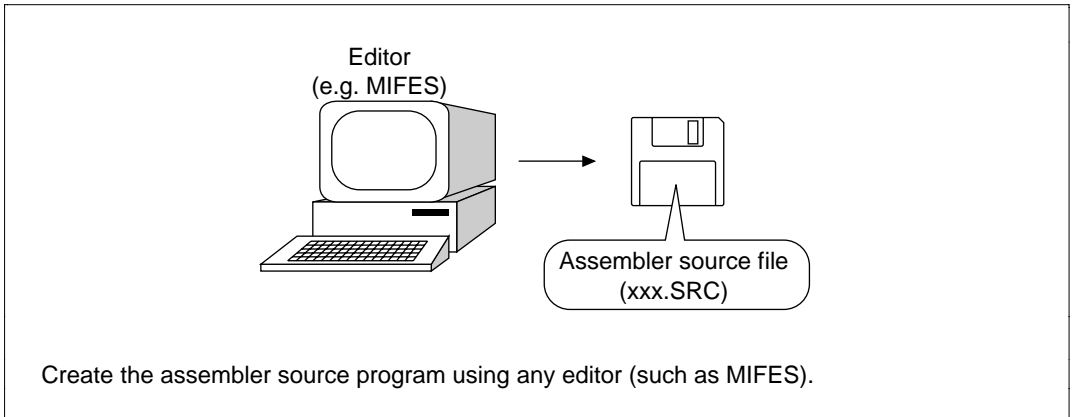 Editor
(e.g. MIFES)
Assembler source file
(xxx.SRC)
Create the assembler source program using any editor (such as MIFES).